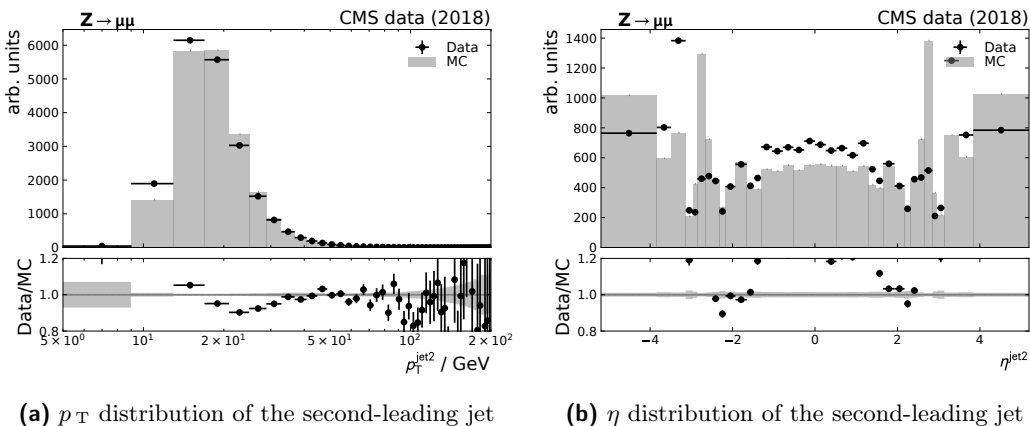 Z → μμ CMS data (2018)
arb. units
6000
5000
4000
3000
2000
1000
0
Data
MC
Data/MC
1.2
1.0
0.8
5 × 10⁰ 10¹ 2 × 10¹ 5 × 10¹ 10² 2 × 10²
p_T^jet2 / GeV
(a) p T distribution of the second-leading jet
Z → μμ CMS data (2018)
arb. units
1400
1200
1000
800
600
400
200
0
Data
MC
Data/MC
1.2
1.0
0.8
−4 −2 0 2 4
η^jet2
(b) η distribution of the second-leading jet